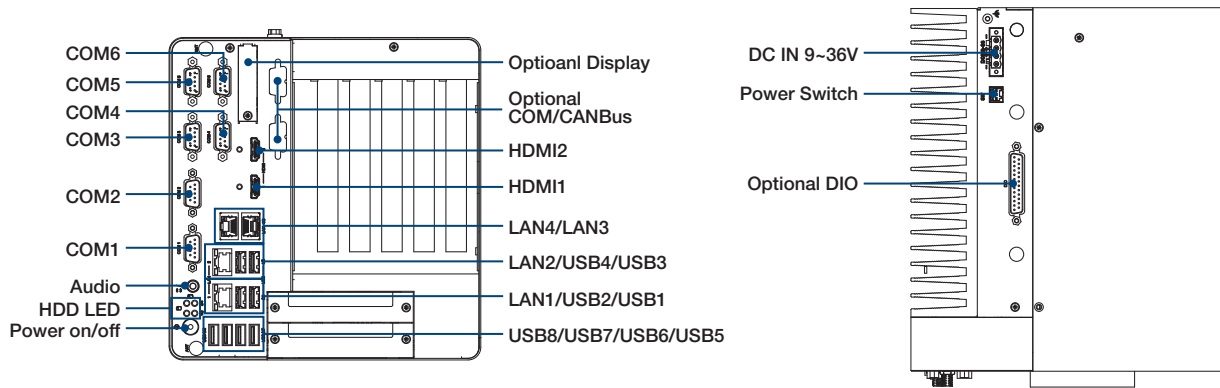 COM6
COM5
COM4
COM3
COM2
COM1
Audio
HDD LED
Power on/off
Optioanl Display
Optional
COM/CANBus
HDMI2
HDMI1
LAN4/LAN3
LAN2/USB4/USB3
LAN1/USB2/USB1
USB8/USB7/USB6/USB5
DC IN 9~36V
Power Switch
Optional DIO